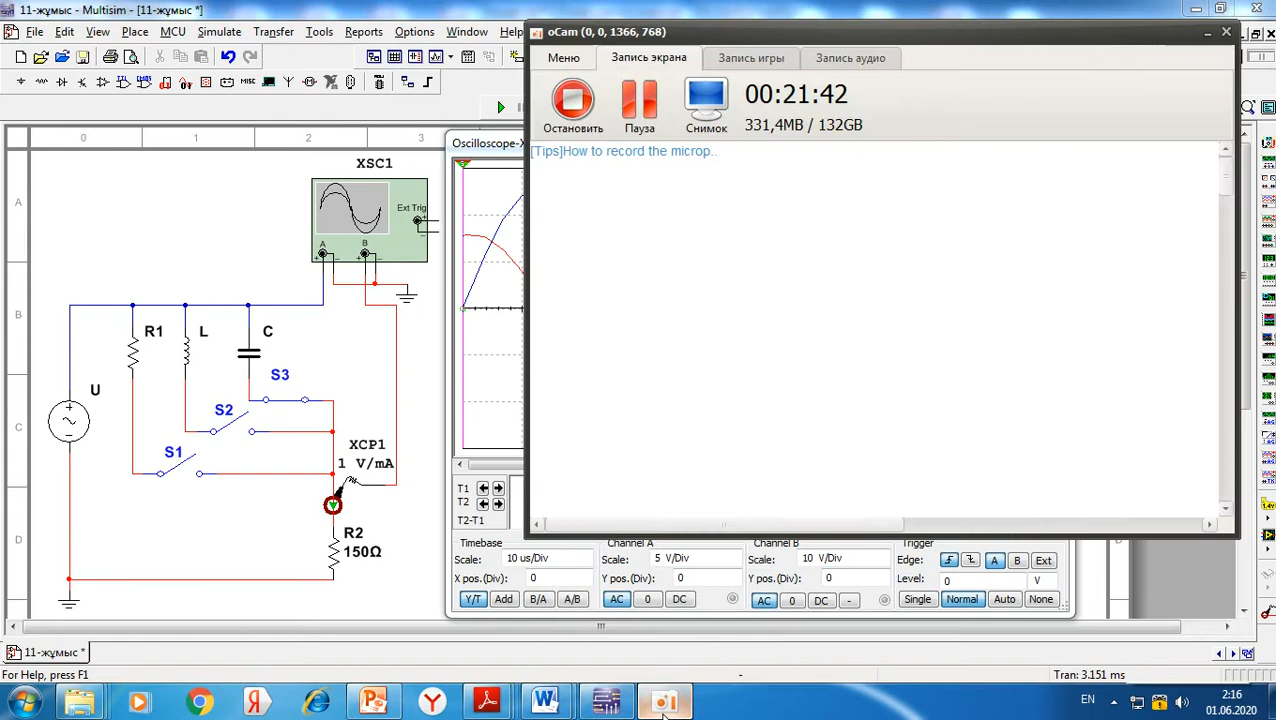 11-жұмыс - Multisim - [11-жұмыс *]
File Edit View Place MCU Simulate Transfer Tools Reports Options Window
oCam (0, 0, 1366, 768)
Меню Запись экрана Запись игры Запись аудио
Остановить Пауза Снимок
00:21:42
331,4MB / 132GB
[Tips]How to record the microp..
0 1 2 3
Oscilloscope-X
XSC1
Ext Trig
A B
A
B
C
D
R1 L C
S3
U
S2
S1
XCP1
1 V/mA
R2
150Ω
T1
T2
T2-T1
Timebase Channel A Channel B Trigger
Scale: 10 us/Div Scale: 5 V/Div Scale: 10 V/Div Edge: A B Ext
X pos.(Div): 0 Y pos.(Div): 0 Y pos.(Div): 0 Level: 0 V
Y/T Add B/A A/B AC 0 DC AC 0 DC - Single Normal Auto None
11-жұмыс *
For Help, press F1 - Tran: 3.151 ms
EN 2:16
01.06.2020